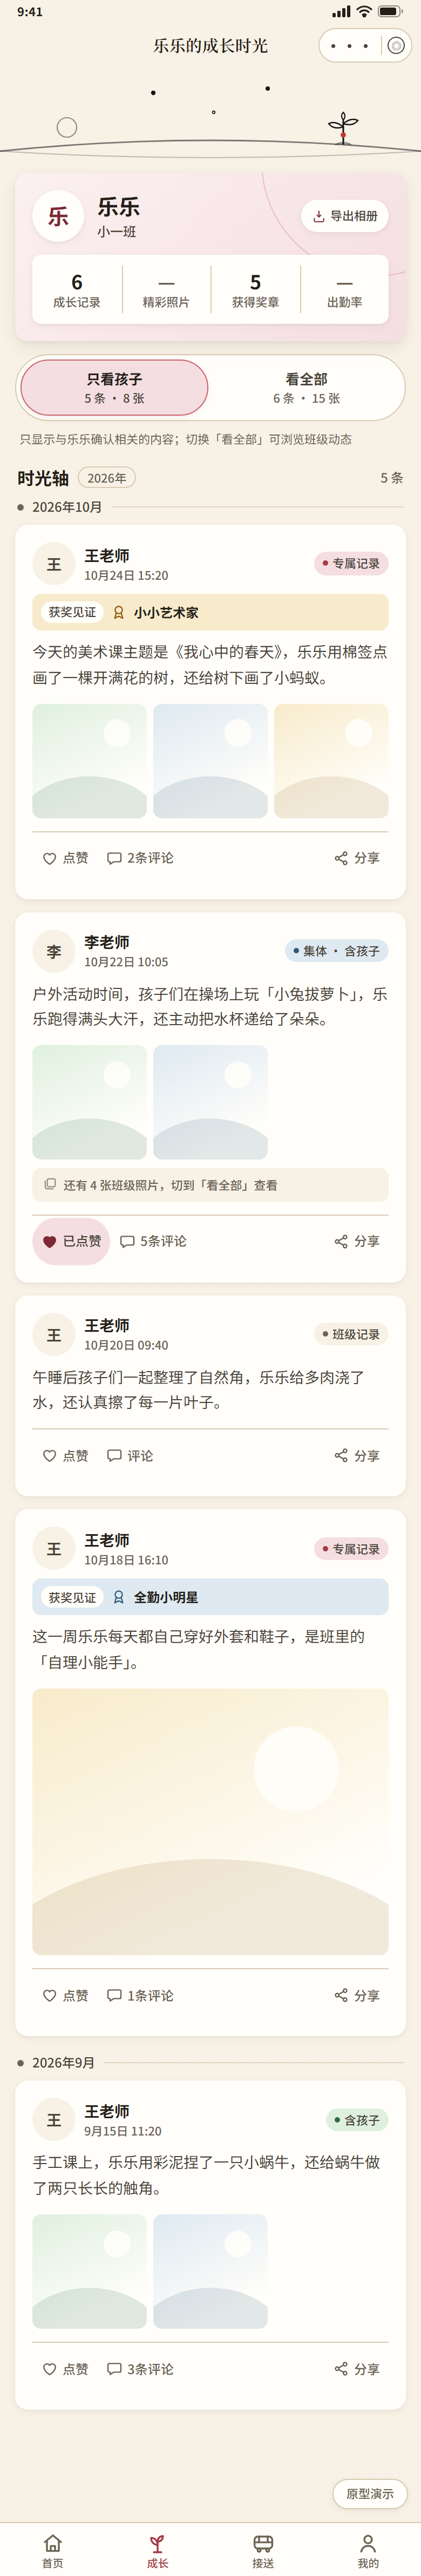 9:41
乐乐的成长时光
乐
乐乐
小一班
导出相册
6
—
5
—
成长记录
精彩照片
获得奖章
出勤率
只看孩子
看全部
5 条 · 8 张
6 条 · 15 张
只显示与乐乐确认相关的内容；切换「看全部」可浏览班级动态
时光轴
2026年
5 条
2026年10月
王
王老师
10月24日 15:20
专属记录
获奖见证
小小艺术家
今天的美术课主题是《我心中的春天》，乐乐用棉签点
画了一棵开满花的树，还给树下画了小蚂蚁。
点赞
2条评论
分享
李
李老师
10月22日 10:05
集体 · 含孩子
户外活动时间，孩子们在操场上玩「小兔拔萝卜」，乐
乐跑得满头大汗，还主动把水杯递给了朵朵。
还有 4 张班级照片，切到「看全部」查看
已点赞
5条评论
分享
王
王老师
10月20日 09:40
班级记录
午睡后孩子们一起整理了自然角，乐乐给多肉浇了
水，还认真擦了每一片叶子。
点赞
评论
分享
王
王老师
10月18日 16:10
专属记录
获奖见证
全勤小明星
这一周乐乐每天都自己穿好外套和鞋子，是班里的
「自理小能手」。
点赞
1条评论
分享
2026年9月
王
王老师
9月15日 11:20
含孩子
手工课上，乐乐用彩泥捏了一只小蜗牛，还给蜗牛做
了两只长长的触角。
点赞
3条评论
分享
原型演示
首页
成长
接送
我的